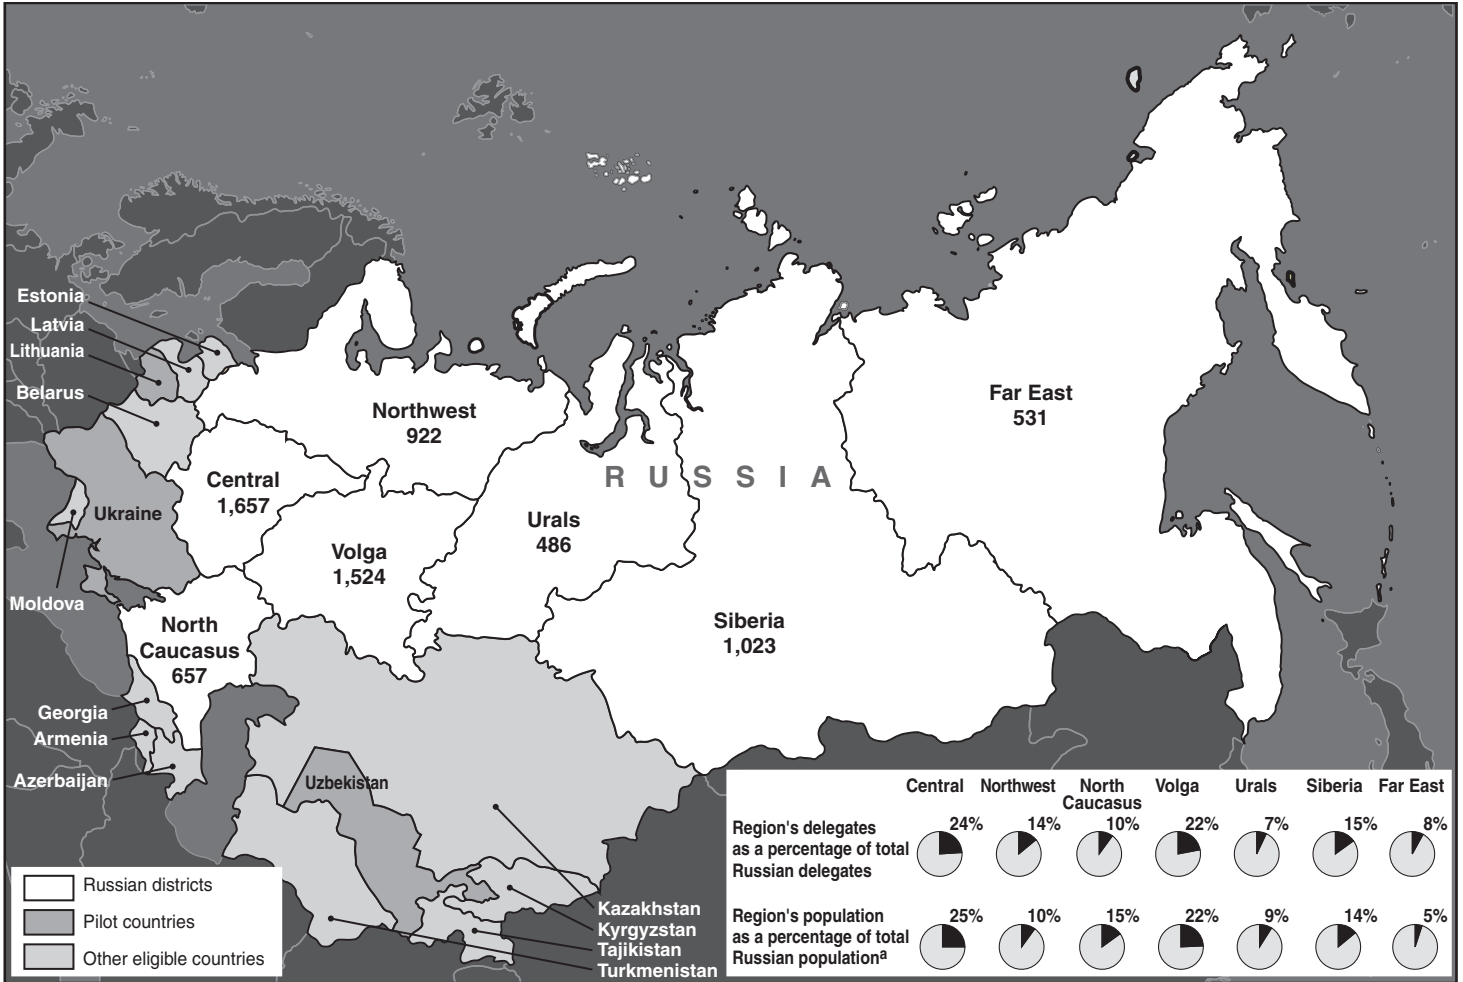 Estonia
Latvia
Lithuania
Belarus
Ukraine
Moldova
Georgia
Armenia
Azerbaijan
Northwest
922
Central
1,657
Volga
1,524
North
Caucasus
657
Urals
486
RUSSIA
Siberia
1,023
Far East
531
Uzbekistan
Kazakhstan
Kyrgyzstan
Tajikistan
Turkmenistan
Russian districts
Pilot countries
Other eligible countries
Central Northwest North Caucasus Volga Urals Siberia Far East
Region's delegates
as a percentage of total
Russian delegates
24% 14% 10% 22% 7% 15% 8%
Region's population
as a percentage of total
Russian populationª
25% 10% 15% 22% 9% 14% 5%